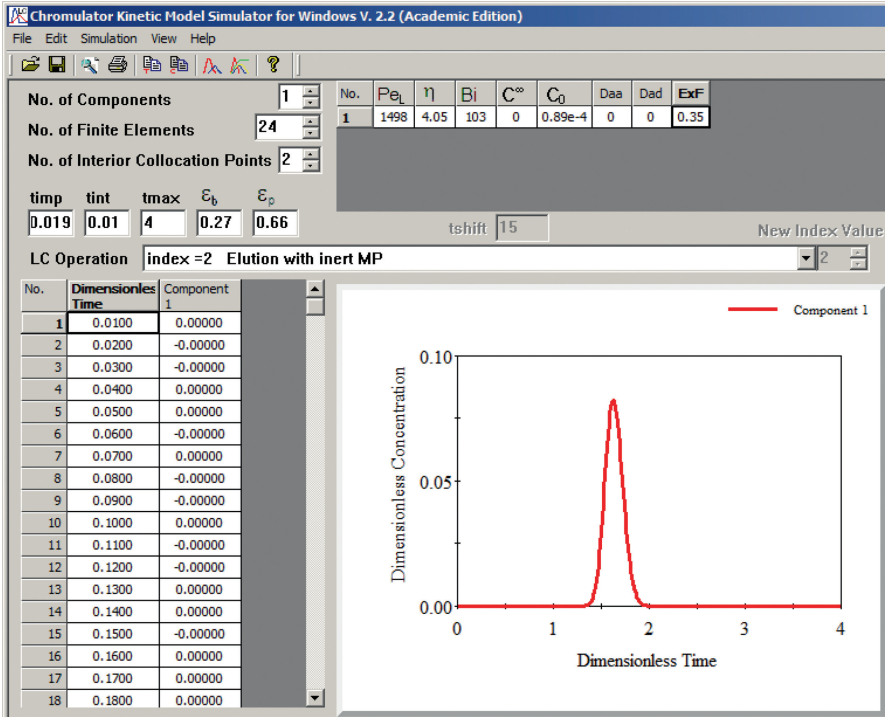 Chromulator Kinetic Model Simulator for Windows V. 2.2 (Academic Edition)
File Edit Simulation View Help
No. of Components 1
No. of Finite Elements 24
No. of Interior Collocation Points 2
No. PeL η Bi C∞ C0 Daa Dad ExF
1 1498 4.05 103 0 0.89e-4 0 0 0.35
timp tint tmax εb εp
0.019 0.01 4 0.27 0.66
tshift 15
New Index Value
LC Operation index =2 Elution with inert MP 2
No. Dimensionles Component
Time 1
1 0.0100 0.00000
2 0.0200 -0.00000
3 0.0300 -0.00000
4 0.0400 0.00000
5 0.0500 0.00000
6 0.0600 -0.00000
7 0.0700 0.00000
8 0.0800 -0.00000
9 0.0900 -0.00000
10 0.1000 0.00000
11 0.1100 -0.00000
12 0.1200 -0.00000
13 0.1300 0.00000
14 0.1400 0.00000
15 0.1500 -0.00000
16 0.1600 0.00000
17 0.1700 0.00000
18 0.1800 0.00000
Component 1
Dimensionless Concentration
0.10
0.05
0.00
0 1 2 3 4
Dimensionless Time